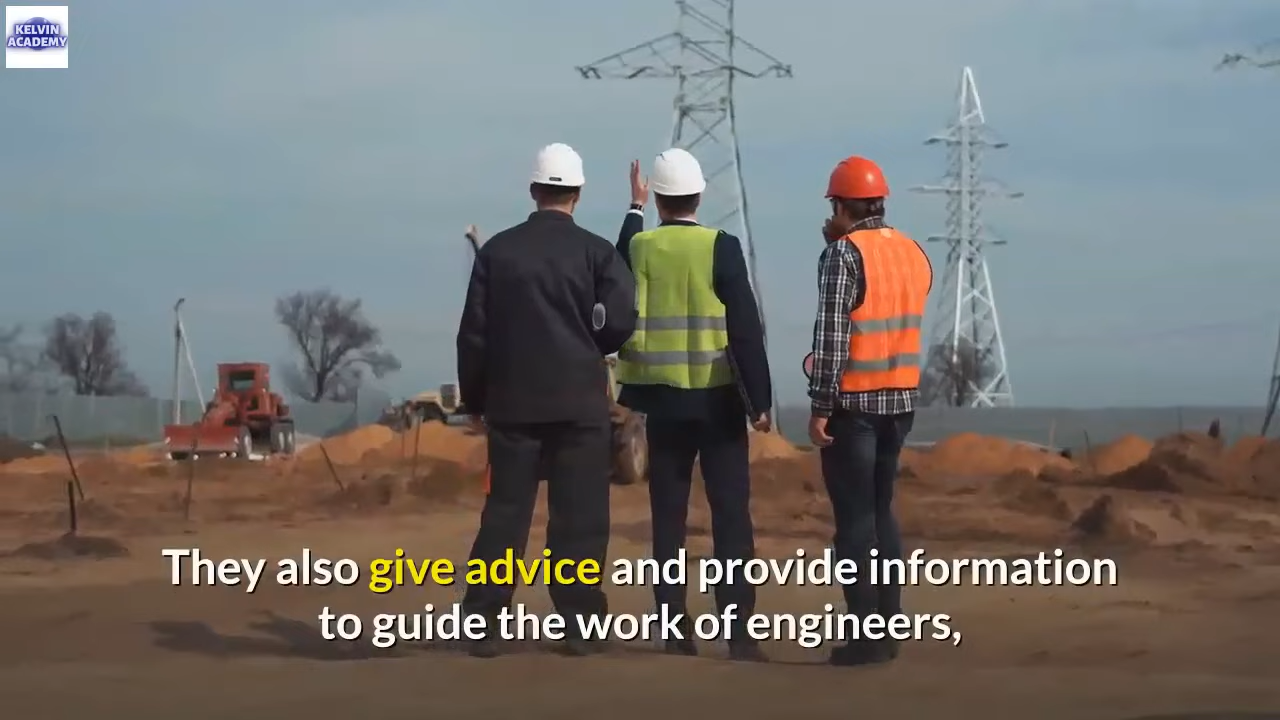 KELVIN
ACADEMY
They also give advice and provide information
to guide the work of engineers,